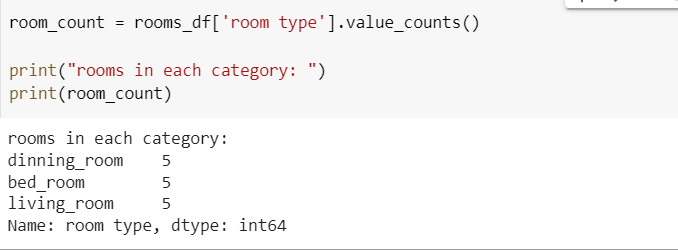 room_count = rooms_df['room type'].value_counts()
print("rooms in each category: ")
print(room_count)
rooms in each category:
dinning_room    5
bed_room        5
living_room     5
Name: room type, dtype: int64